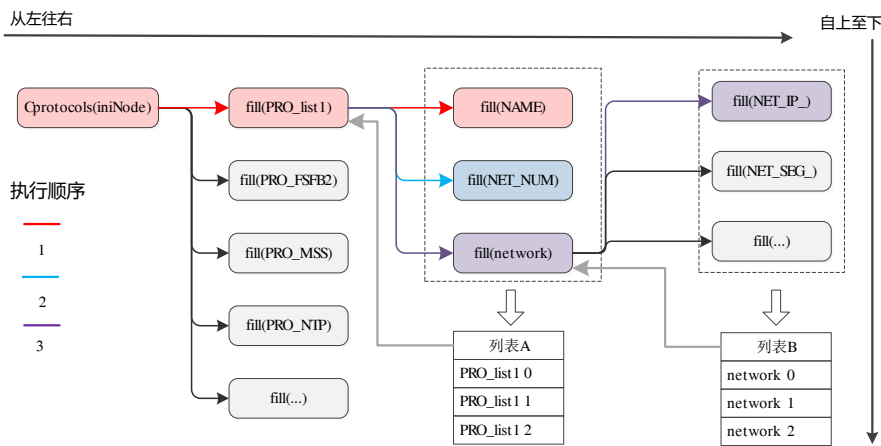 从左往右
自上至下
Cprotocols(iniNode)
fill(PRO_list1)
fill(NAME)
fill(NET_IP_)
fill(PRO_FSFB2)
fill(NET_NUM)
fill(NET_SEG_)
执行顺序
fill(PRO_MSS)
fill(network)
fill(...)
1
2
fill(PRO_NTP)
3
列表A
列表B
PRO_list1 0
network 0
fill(...)
PRO_list1 1
network 1
PRO_list1 2
network 2